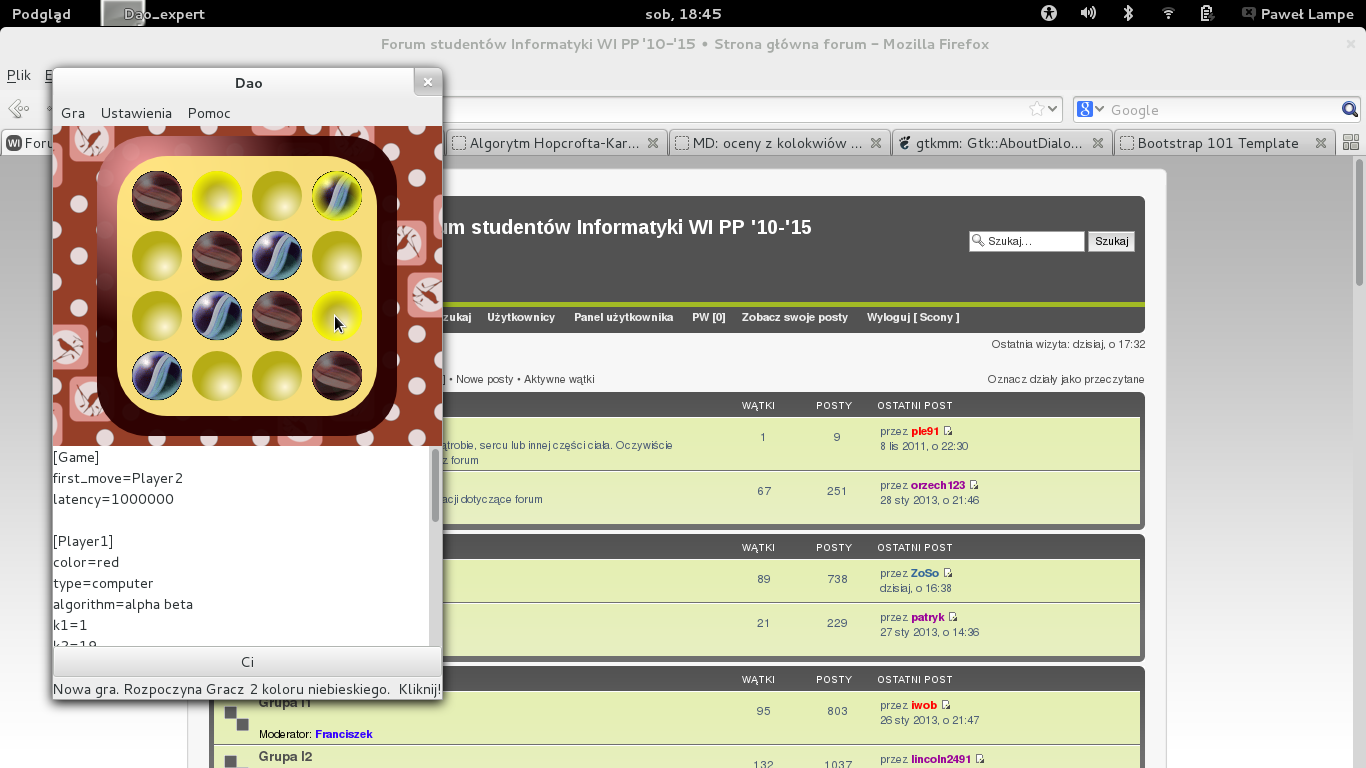 Podgląd Dao_expert sob, 18:45 Paweł Lampe
Forum studentów Informatyki WI PP '10-'15 • Strona główna forum - Mozilla Firefox
Plik
Dao
Gra Ustawienia Pomoc
Google
Algorytm Hopcrofta-Kar... MD: oceny z kolokwiów ... gtkmm: Gtk::AboutDialo... Bootstrap 101 Template
studentów Informatyki WI PP '10-'15
Szukaj... Szukaj
Użytkownicy Panel użytkownika PW [0] Zobacz swoje posty Wyloguj [ Scony ]
Ostatnia wizyta: dzisiaj, o 17:32
• Nowe posty • Aktywne wątki Oznacz działy jako przeczytane
WĄTKI POSTY OSTATNI POST
sercu lub innej części ciała. Oczywiście 1 9 przez ple91
8 lis 2011, o 22:30
z forum
dotyczące forum 67 251 przez orzech123
28 sty 2013, o 21:46
WĄTKI POSTY OSTATNI POST
89 738 przez ZoSo
dzisiaj, o 16:38
21 229 przez patryk
27 sty 2013, o 14:36
WĄTKI POSTY OSTATNI POST
95 803 przez iwob
26 sty 2013, o 21:47
Grupa I1
Moderator: Franciszek
Grupa I2
132 1037 przez lincoln2491
[Game]
first_move=Player2
latency=1000000
[Player1]
color=red
type=computer
algorithm=alpha beta
k1=1
k2=19
Ci
Nowa gra. Rozpoczyna Gracz 2 koloru niebieskiego. Kliknij!